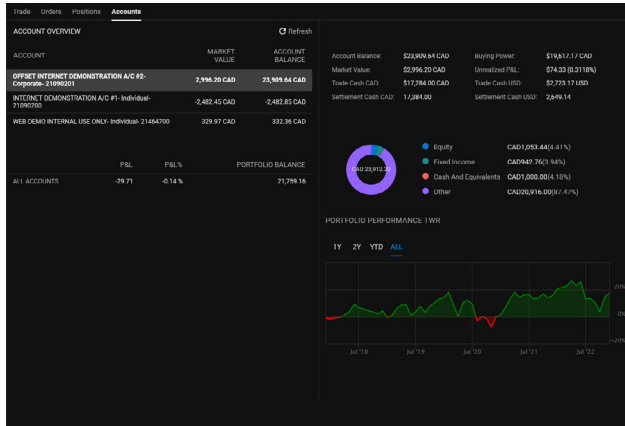 Trade Orders Positions Accounts
ACCOUNT OVERVIEW
Refresh
ACCOUNT MARKET VALUE ACCOUNT BALANCE
OFFSET INTERNET DEMONSTRATION A/C #2-
Corporate- 21090201 2,996.20 CAD 23,909.64 CAD
INTERNET DEMONSTRATION A/C #1- Individual-
21090200 -2,482.45 CAD -2,482.85 CAD
WEB DEMO INTERNAL USE ONLY- Individual- 21464700 329.97 CAD 332.36 CAD
P&L P&L% PORTFOLIO BALANCE
ALL ACCOUNTS -29.71 -0.14 % 21,759.16
Account Balance: $23,909.64 CAD Buying Power: $19,617.17 CAD
Market Value: $2,996.20 CAD Unrealized P&L: $74.33 (0.3118%)
Trade Cash CAD: $17,284.00 CAD Trade Cash USD: $2,723.17 USD
Settlement Cash CAD: 17,384.00 Settlement Cash USD: 2,649.14
CAD 23,912.20
Equity CAD1,053.44(4.41%)
Fixed Income CAD942.76(3.94%)
Cash And Equivalents CAD1,000.00(4.18%)
Other CAD20,916.00(87.47%)
PORTFOLIO PERFORMANCE TWR
1Y 2Y YTD ALL
20%
0%
-20%
Jul '18 Jul '19 Jul '20 Jul '21 Jul '22